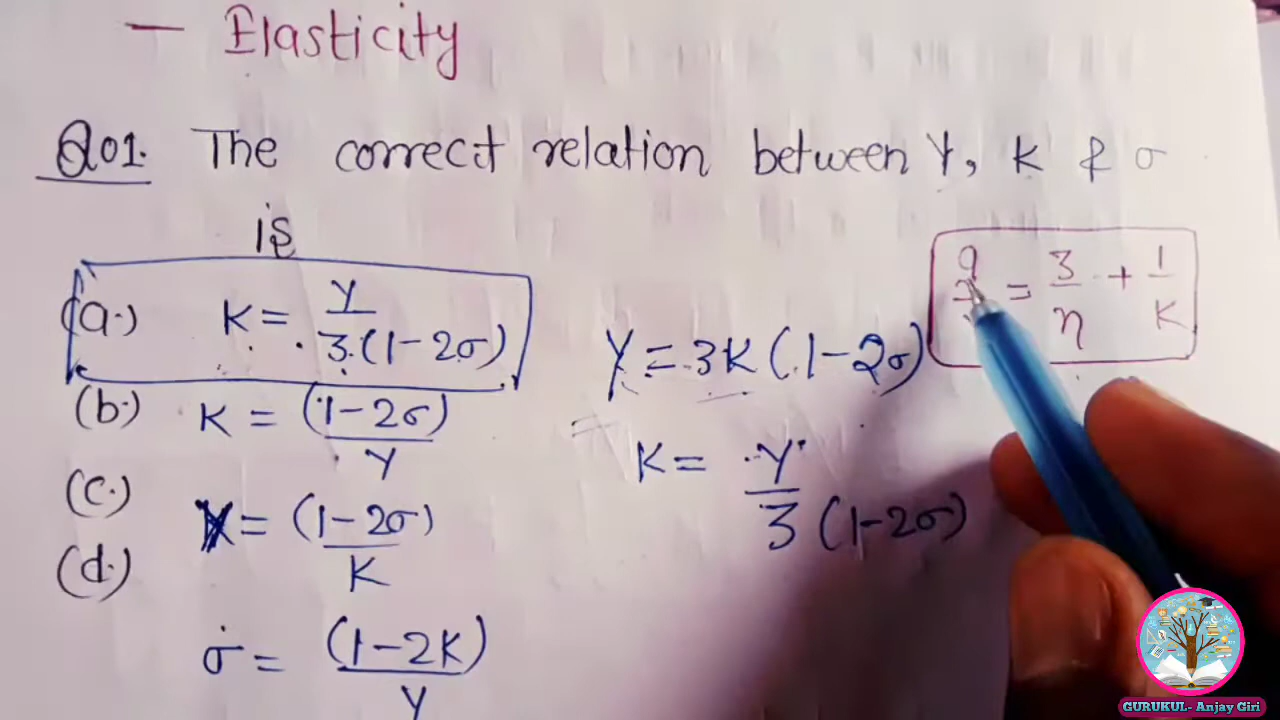 — Elasticity
Q01. The correct relation between Y, K & σ
is
(a.) K = Y / 3(1-2σ)
(b.) K = (1-2σ) / Y
(c.) = (1-2σ) / K
(d.) σ = (1-2K) / Y
Y = 3K(1-2σ)
K = Y / 3(1-2σ)
9 / = 3 / η + 1 / K
GURUKUL- Anjay Giri